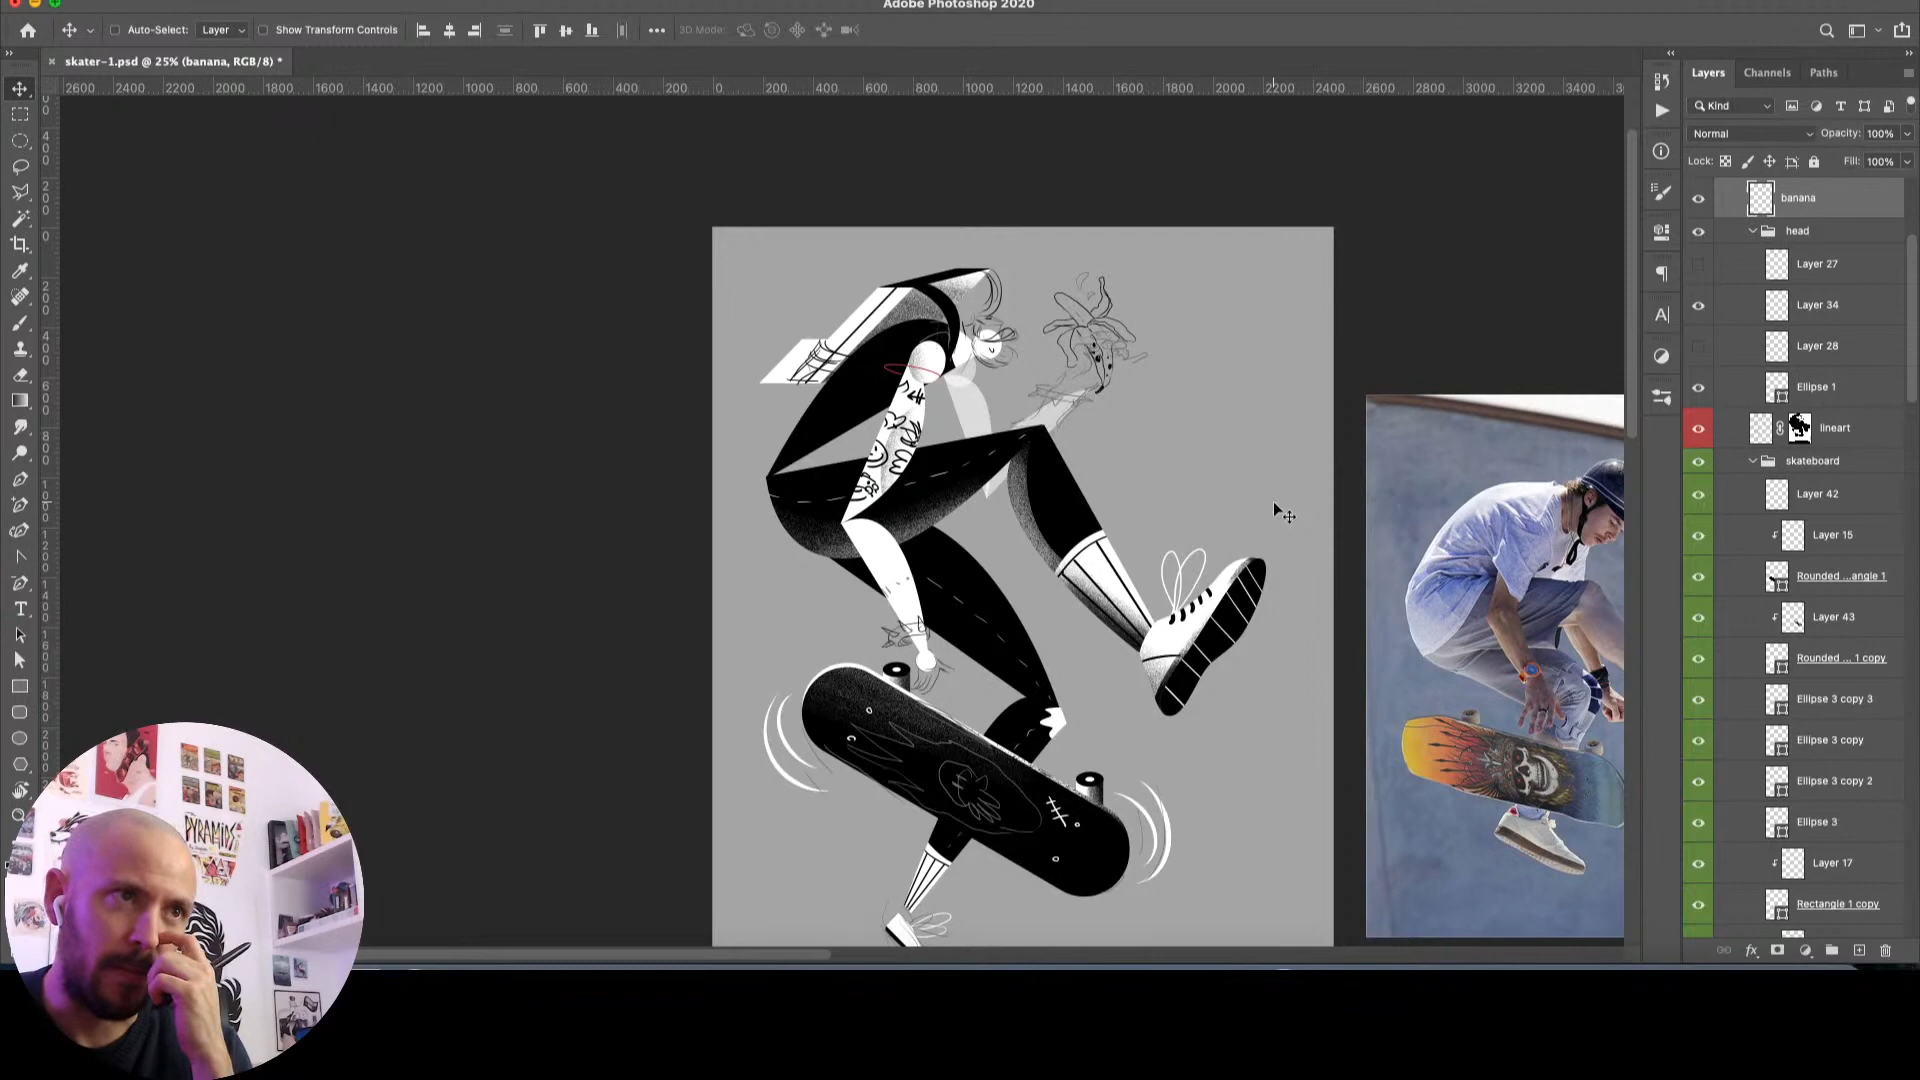 Adobe Photoshop 2020
Auto-Select: Layer Show Transform Controls 3D Mode:
skater-1.psd @ 25% (banana, RGB/8) *
2600 2400 2200 2000 1800 1600 1400 1200 1000 800 600 400 200 0 200 400 600 800 1000 1200 1400 1600 1800 2000 2200 2400 2600 2800 3000 3200 3400
Layers Channels Paths
Kind
Normal Opacity: 100%
Lock: Fill: 100%
banana
head
Layer 27
Layer 34
Layer 28
Ellipse 1
lineart
skateboard
Layer 42
Layer 15
Rounded ...angle 1
Layer 43
Rounded ... 1 copy
Ellipse 3 copy 3
Ellipse 3 copy
Ellipse 3 copy 2
Ellipse 3
Layer 17
Rectangle 1 copy
PYRAMIDS